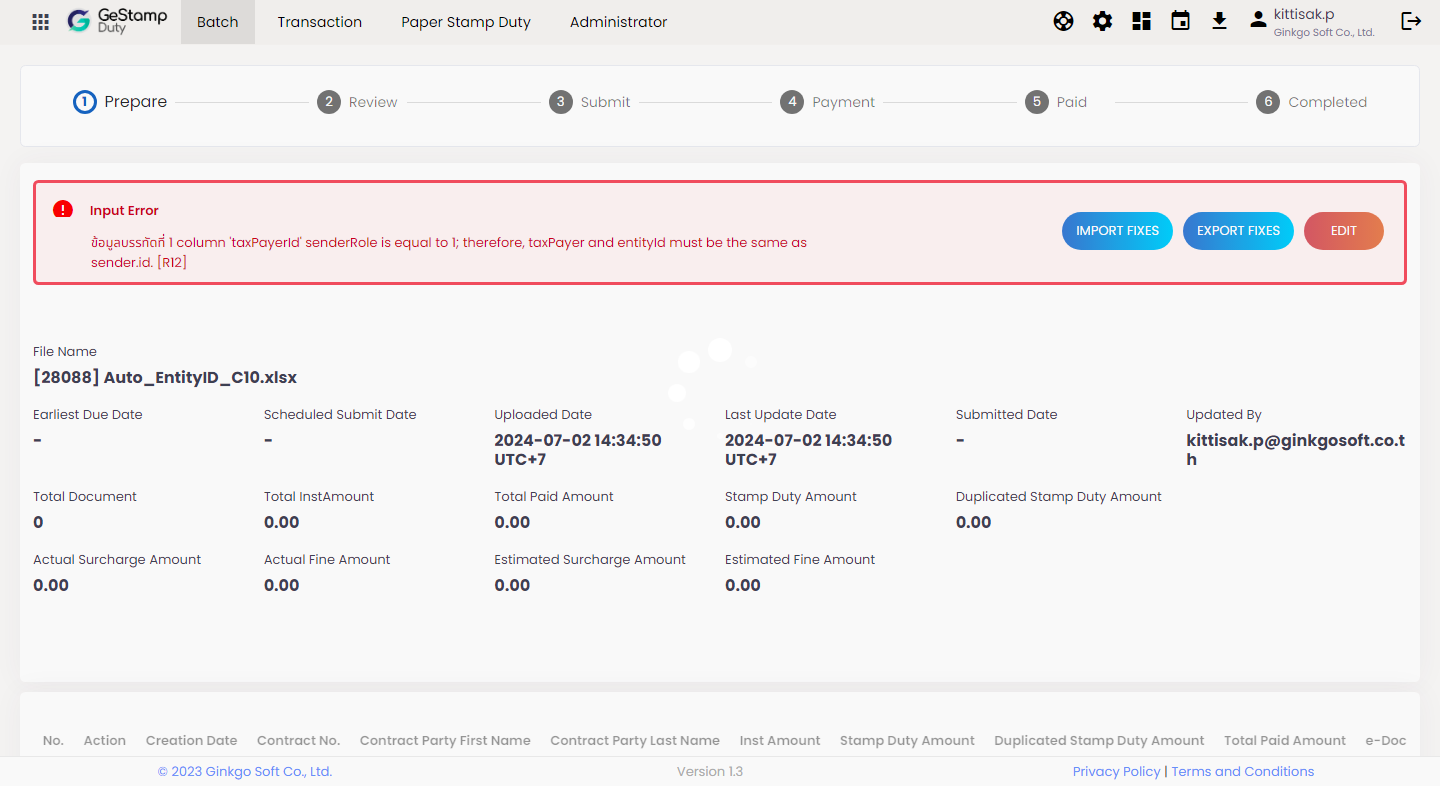 GeStamp
Duty
Batch
Transaction
Paper Stamp Duty
Administrator
kittisak.p
Ginkgo Soft Co., Ltd.
1 Prepare
2 Review
3 Submit
4 Payment
5 Paid
6 Completed
Input Error
ข้อมูลบรรทัดที่ 1 column 'taxPayerId' senderRole is equal to 1; therefore, taxPayer and entityId must be the same as
sender.id. [R12]
IMPORT FIXES
EXPORT FIXES
EDIT
File Name
[28088] Auto_EntityID_C10.xlsx
Earliest Due Date
-
Scheduled Submit Date
-
Uploaded Date
2024-07-02 14:34:50
UTC+7
Last Update Date
2024-07-02 14:34:50
UTC+7
Submitted Date
-
Updated By
kittisak.p@ginkgosoft.co.t
h
Total Document
0
Total InstAmount
0.00
Total Paid Amount
0.00
Stamp Duty Amount
0.00
Duplicated Stamp Duty Amount
0.00
Actual Surcharge Amount
0.00
Actual Fine Amount
0.00
Estimated Surcharge Amount
0.00
Estimated Fine Amount
0.00
No. Action Creation Date Contract No. Contract Party First Name Contract Party Last Name Inst Amount Stamp Duty Amount Duplicated Stamp Duty Amount Total Paid Amount e-Doc
© 2023 Ginkgo Soft Co., Ltd.
Version 1.3
Privacy Policy | Terms and Conditions